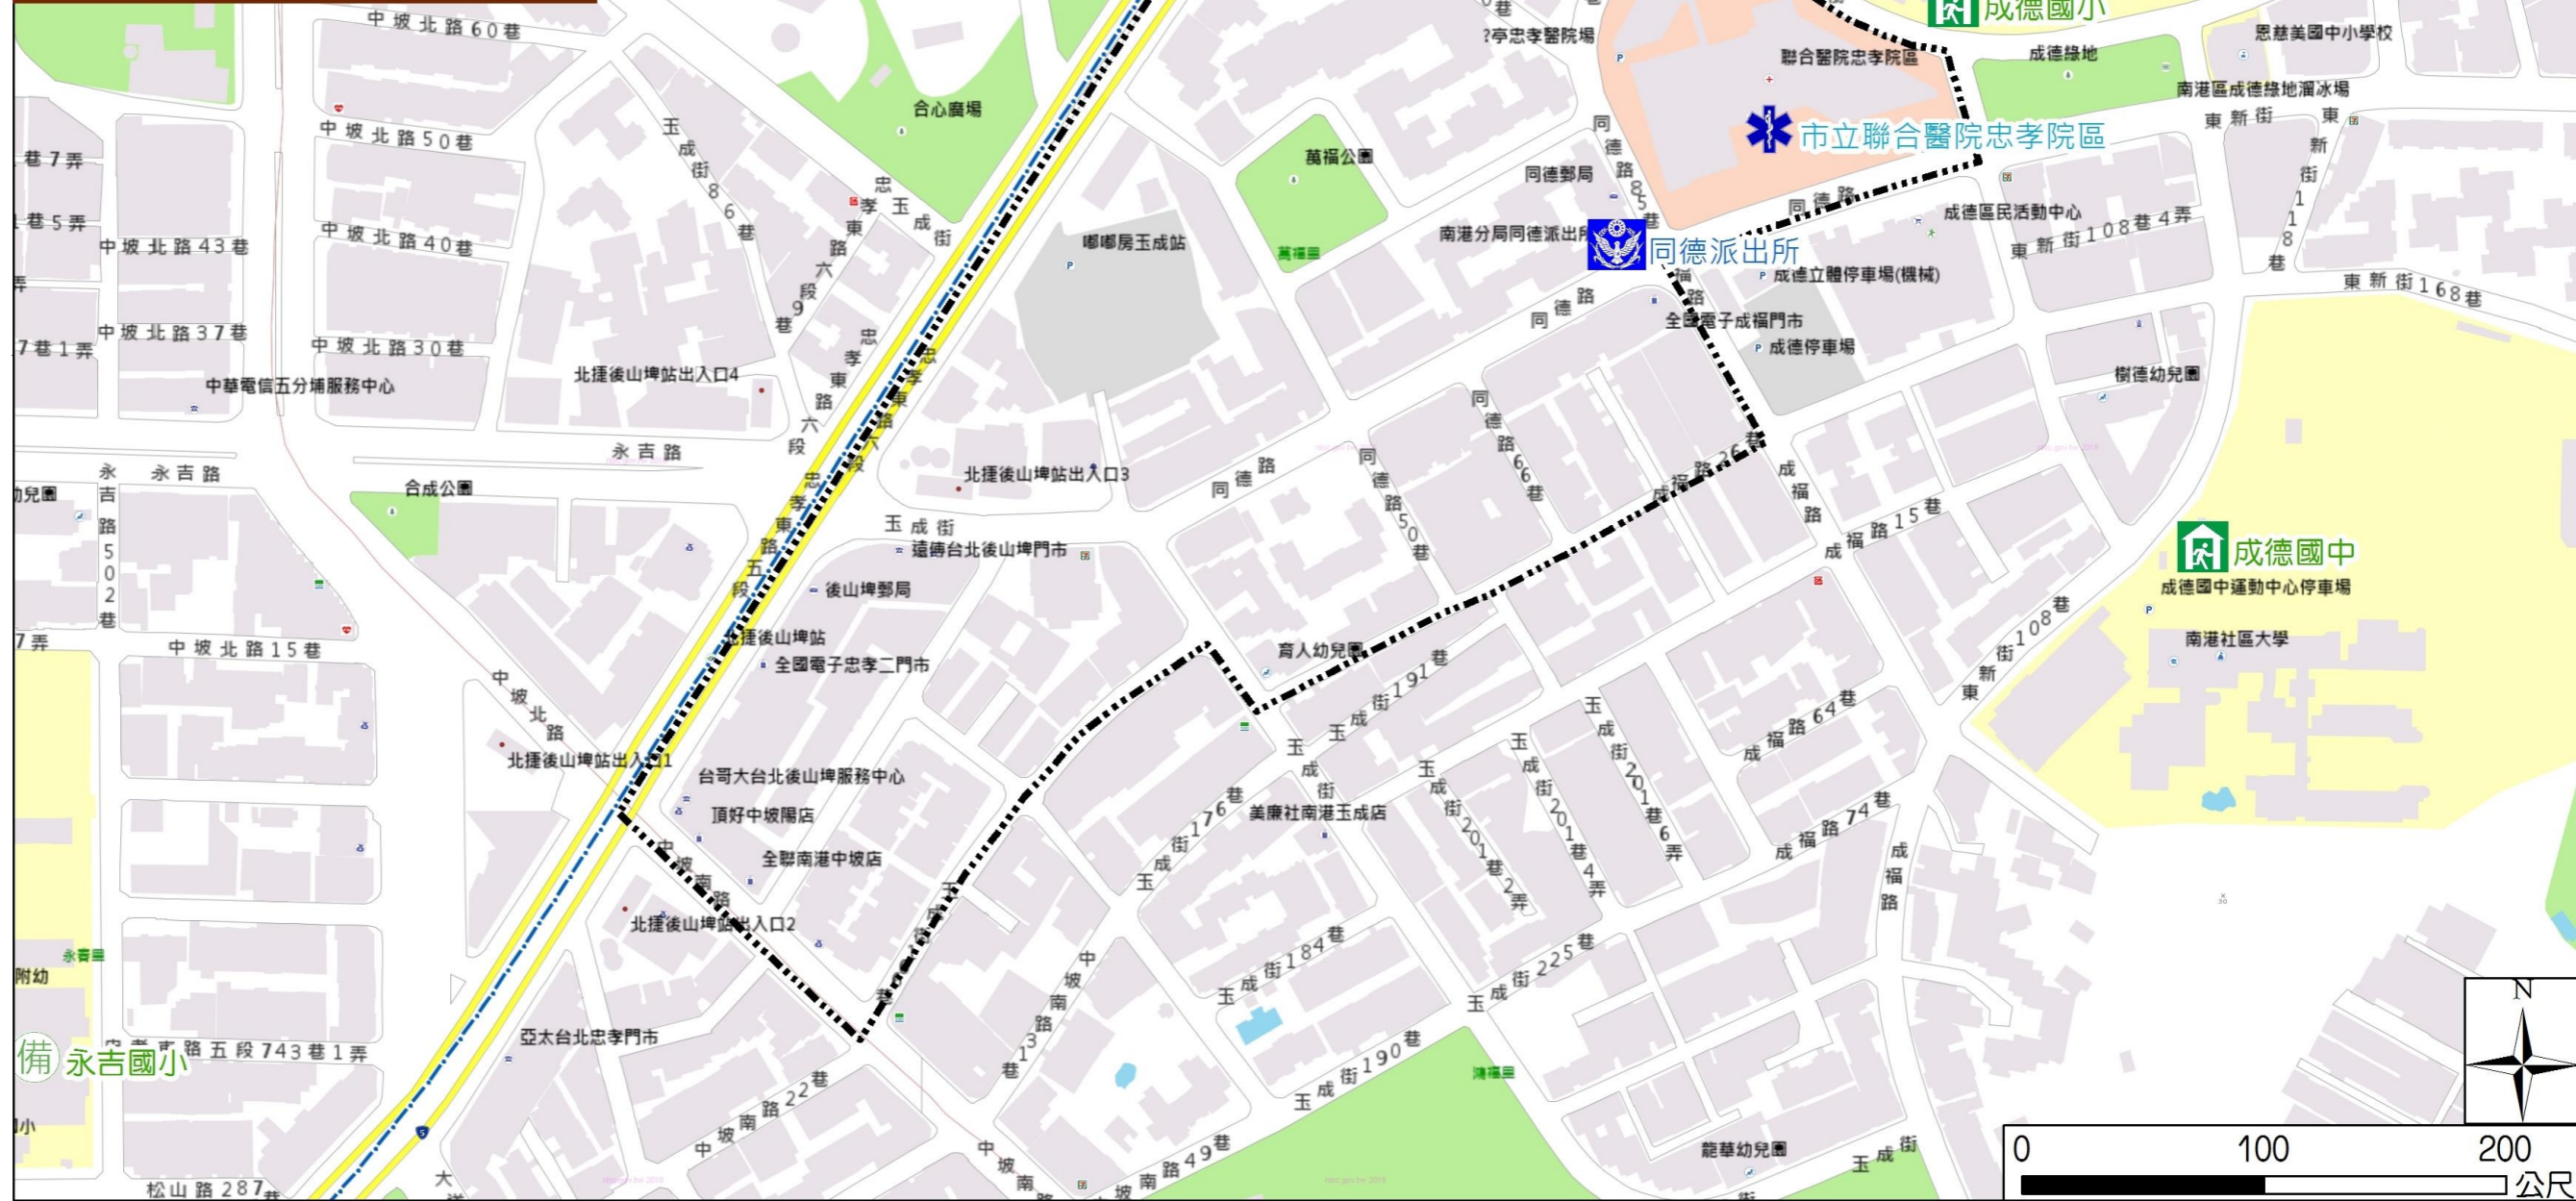 中坡北路60巷
?亭忠孝醫院場
成德國小
恩慈美國中小學校
聯合醫院忠孝院區
成德綠地
南港區成德綠地溜冰場
合心廣場
中坡北路50巷
玉成街86巷
萬福公園
同德路85巷
市立聯合醫院忠孝院區
東新街
東新街118巷
巷7弄
同德郵局
同德路
成德區民活動中心
巷5弄
中坡北路43巷
中坡北路40巷
忠孝東路六段9巷
玉成街
嘟嘟房玉成站
萬福里
南港分局同德派出所
同德派出所
東新街108巷4弄
成德立體停車場(機械)
東新街168巷
弄
中坡北路37巷
中坡北路30巷
忠孝東路六段
忠孝東路六段
同德路
福路
全國電子成福門市
成德停車場
7巷1弄
中華電信五分埔服務中心
北捷後山埤站出入口4
樹德幼兒園
永吉路
永吉路
永吉路502巷
幼兒園
合成公園
忠孝東路五段
北捷後山埤站出入口3
同德路
同德路50巷
同德路66巷
成福路26巷
成福路
成福路15巷
玉成街
遠傳台北後山埤門市
後山埤郵局
成德國中
成德國中運動中心停車場
南港社區大學
7弄
中坡北路15巷
北捷後山埤站
全國電子忠孝二門市
育人幼兒園
玉成街191巷
東新街108巷
中坡北路
北捷後山埤站出入口1
台哥大台北後山埤服務中心
頂好中坡陽店
全聯南港中坡店
玉成街
玉成街176巷
美廉社南港玉成店
玉成街201巷2弄
玉成街201巷4弄
玉成街201巷6弄
成福路64巷
成福路74巷
成福路
中坡南路
北捷後山埤站出入口2
永春里
附幼
中坡南路13巷
玉成街184巷
玉成街225巷
備
永吉國小
路五段743巷1弄
亞太台北忠孝門市
中坡南路22巷
玉成街190巷
鴻福里
N
小
5
松山路287巷
中坡南路
坡南路49巷
龍華幼兒園
玉成街
0 100 200
公尺